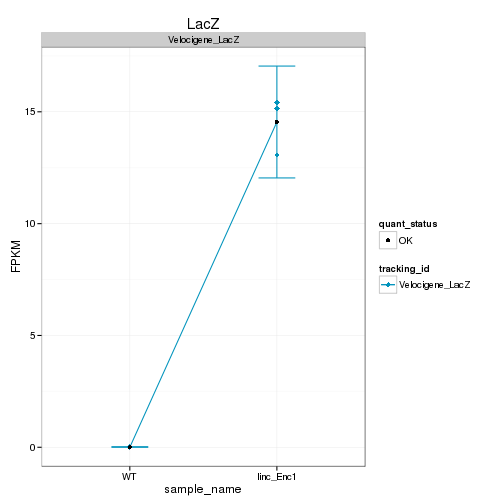 LacZ
Velocigene_LacZ
15
10
5
0
FPKM
WT
linc_Enc1
sample_name
quant_status
OK
tracking_id
Velocigene_LacZ